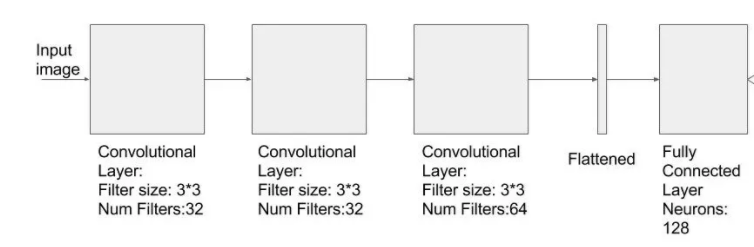 Input
image
Convolutional
Layer:
Filter size: 3*3
Num Filters:32
Convolutional
Layer:
Filter size: 3*3
Num Filters:32
Convolutional
Layer:
Filter size: 3*3
Num Filters:64
Flattened
Fully
Connected
Layer
Neurons:
128